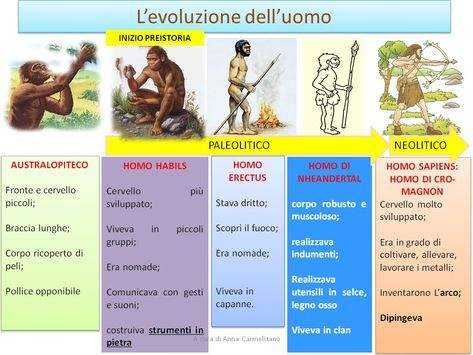 L'evoluzione dell'uomo
INIZIO PREISTORIA
PALEOLITICO
NEOLITICO
AUSTRALOPITECO
Fronte e cervello
piccoli;
Braccia lunghe;
Corpo ricoperto di
peli;
Pollice opponibile
HOMO HABILS
Cervello più
sviluppato;
Viveva in piccoli
gruppi;
Era nomade;
Comunicava con gesti
e suoni;
costruiva strumenti in
pietra
HOMO
ERECTUS
Stava dritto;
Scoprì il fuoco;
Era nomade;
Viveva in
capanne.
HOMO DI
NHEANDERTAL
corpo robusto e
muscoloso;
realizzava
indumenti;
Realizzava
utensili in selce,
legno osso
Viveva in clan
HOMO SAPIENS:
HOMO DI CRO-
MAGNON
Cervello molto
sviluppato;
Era in grado di
coltivare, allevare,
lavorare i metalli;
Inventarono L'arco;
Dipingeva
A cura di Anna Carmelitano